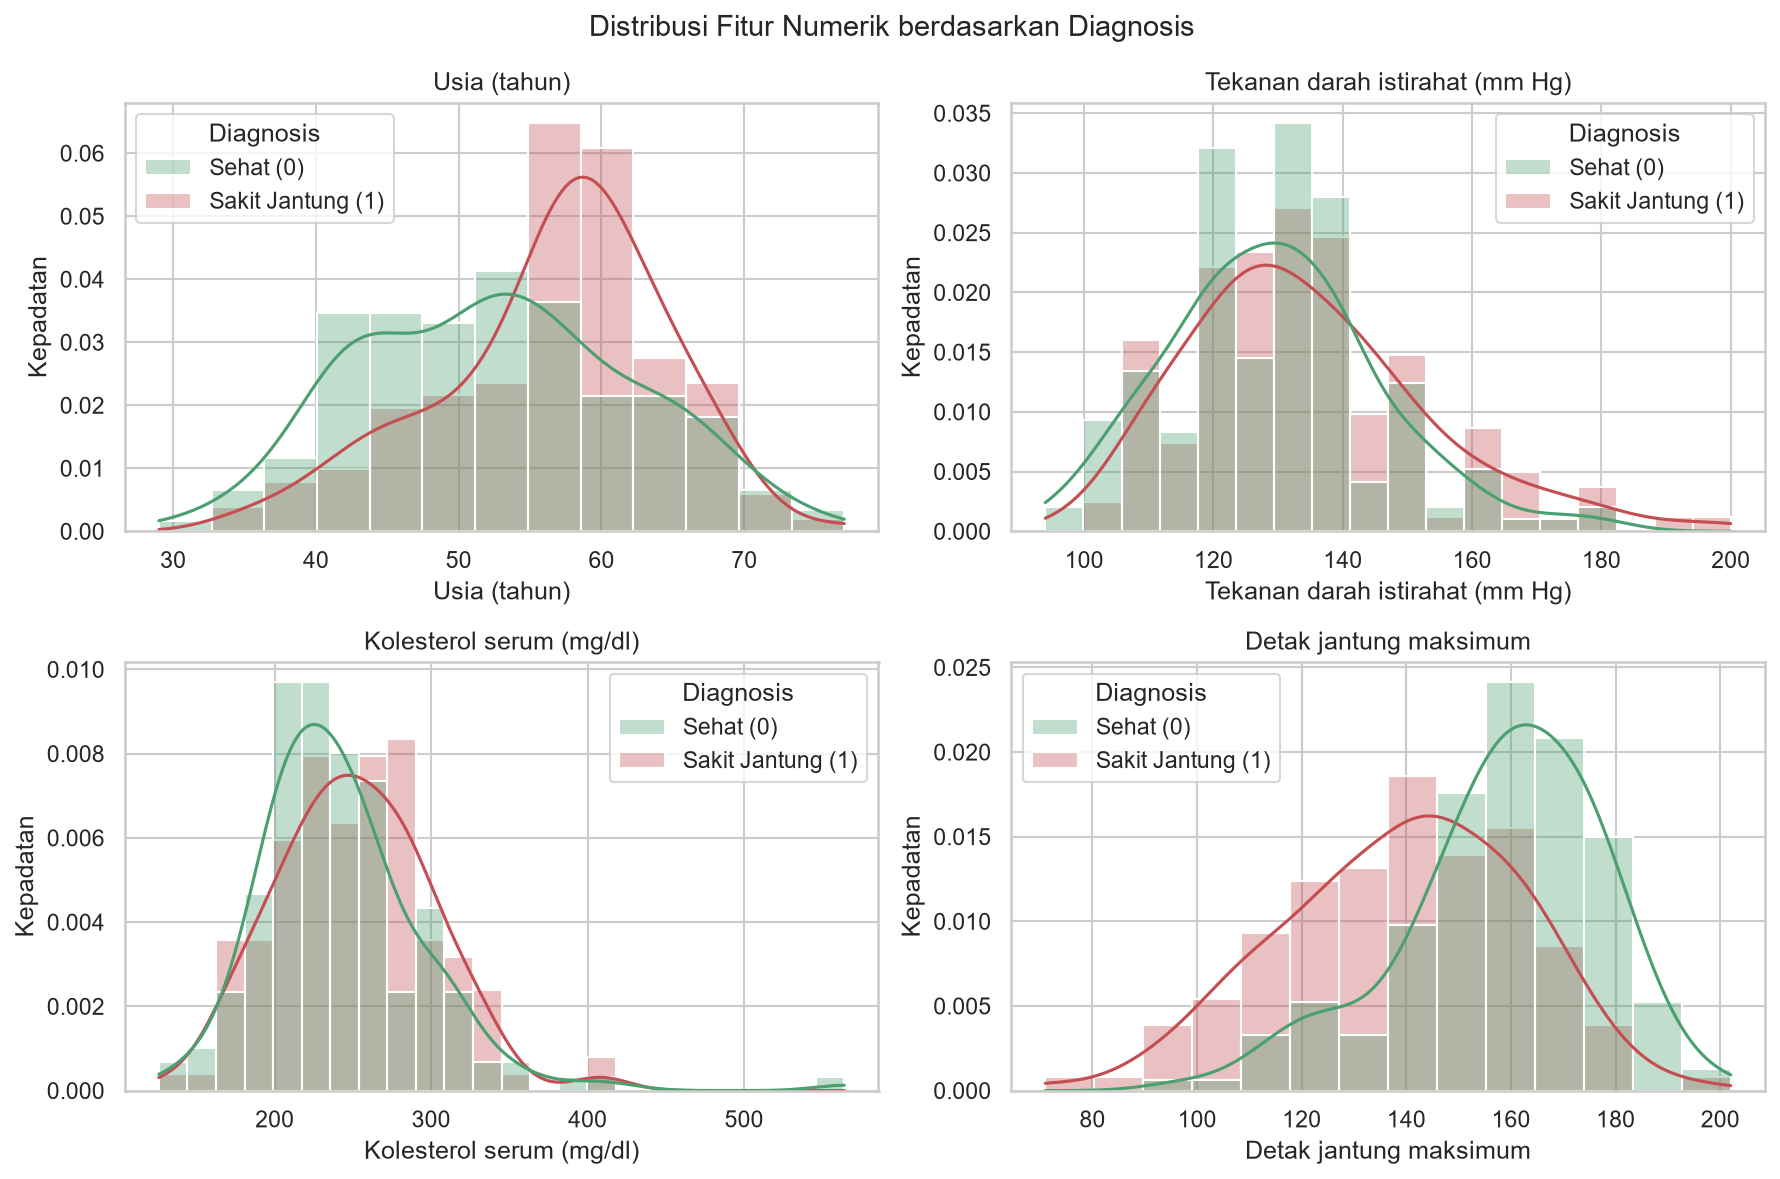 Distribusi Fitur Numerik berdasarkan Diagnosis
Usia (tahun)
Diagnosis
Sehat (0)
Sakit Jantung (1)
Kepadatan
0.06
0.05
0.04
0.03
0.02
0.01
0.00
30 40 50 60 70
Usia (tahun)
Tekanan darah istirahat (mm Hg)
Diagnosis
Sehat (0)
Sakit Jantung (1)
Kepadatan
0.035
0.030
0.025
0.020
0.015
0.010
0.005
0.000
100 120 140 160 180 200
Tekanan darah istirahat (mm Hg)
Kolesterol serum (mg/dl)
Diagnosis
Sehat (0)
Sakit Jantung (1)
Kepadatan
0.010
0.008
0.006
0.004
0.002
0.000
200 300 400 500
Kolesterol serum (mg/dl)
Detak jantung maksimum
Diagnosis
Sehat (0)
Sakit Jantung (1)
Kepadatan
0.025
0.020
0.015
0.010
0.005
0.000
80 100 120 140 160 180 200
Detak jantung maksimum